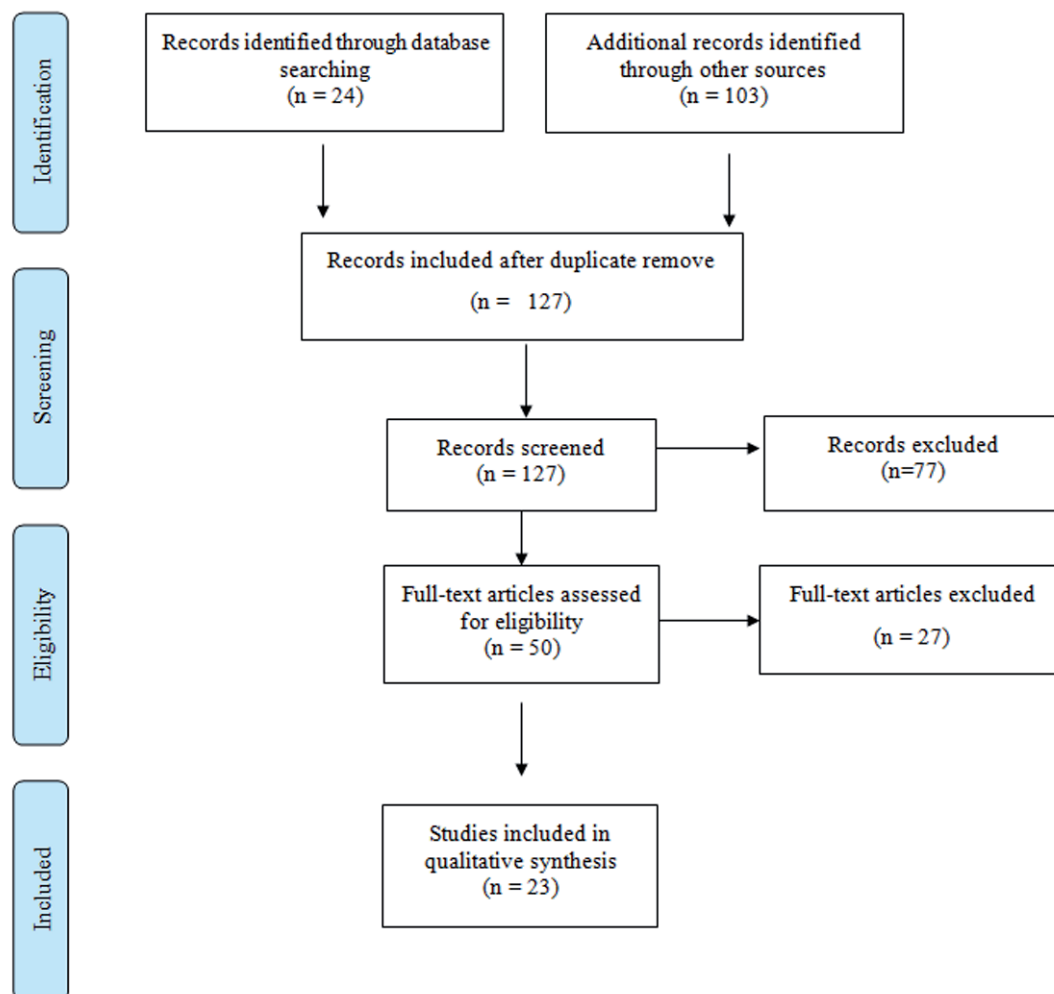 Identification
Records identified through database
searching
(n = 24)
Additional records identified
through other sources
(n = 103)
Records included after duplicate remove
(n = 127)
Screening
Records screened
(n = 127)
Records excluded
(n=77)
Eligibility
Full-text articles assessed
for eligibility
(n = 50)
Full-text articles excluded
(n = 27)
Included
Studies included in
qualitative synthesis
(n = 23)